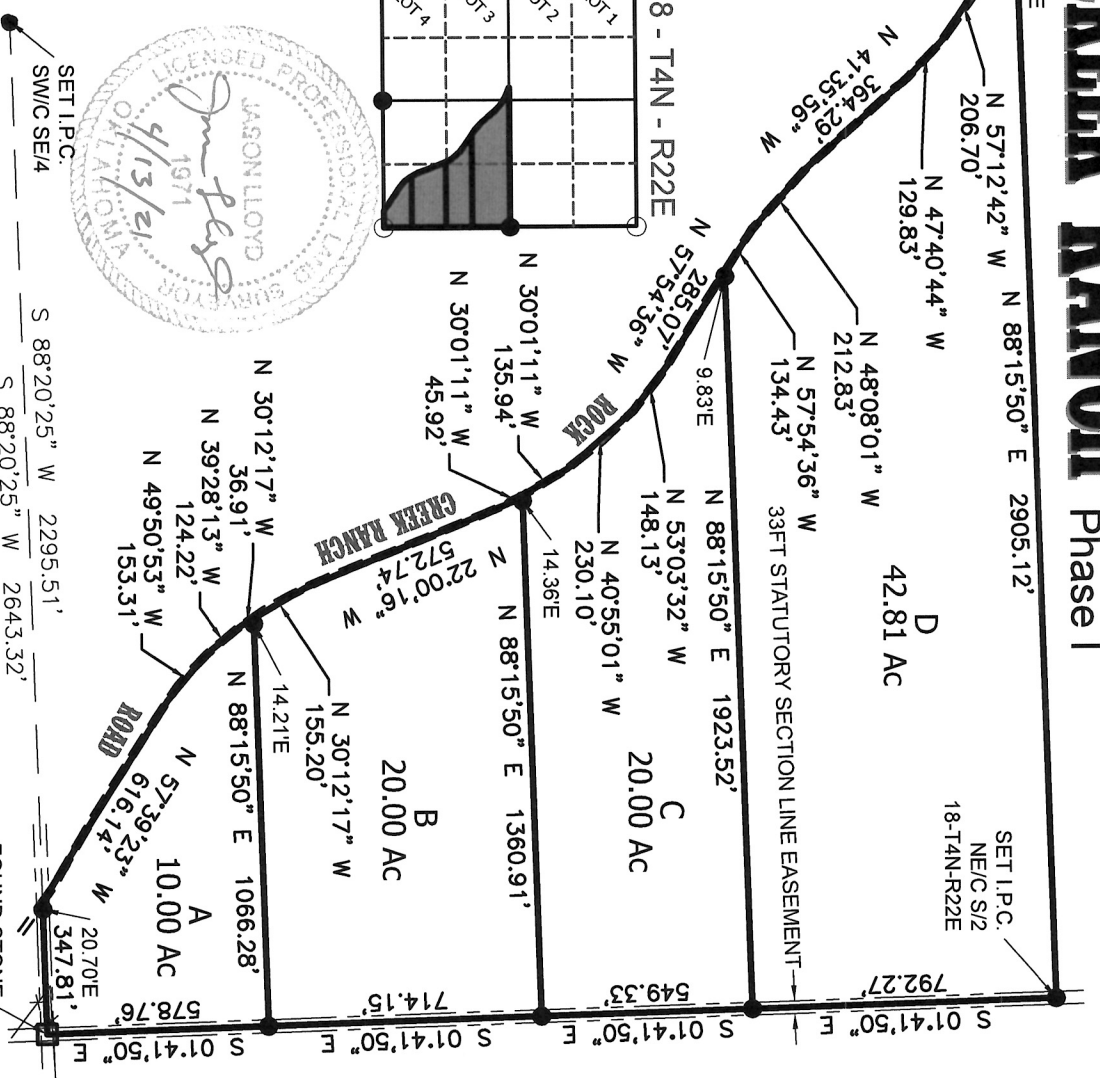 Phase I
N 88°15'50" E 2905.12'
N 57°12'42" W
206.70'
N 47°40'44" W
129.83'
N 41°35'56" W
364.29'
N 48°08'01" W
212.83'
N 57°54'36" W
134.43'
33FT STATUTORY SECTION LINE EASEMENT
D
42.81 Ac
SET I.P.C.
NE/C S/2
18-T4N-R22E
S 01°41'50" E
792.27'
9.83'E
N 88°15'50" E 1923.52'
N 57°54'36" W
285.07'
N 53°03'32" W
148.13'
N 40°55'01" W
230.10'
C
20.00 Ac
S 01°41'50" E
549.33'
N 30°01'11" W
135.94'
N 30°01'11" W
45.92'
14.36'E
N 88°15'50" E 1360.91'
ROCK
CREEK RANCH
ROAD
N 22°00'16" W
572.74'
N 30°12'17" W
155.20'
B
20.00 Ac
S 01°41'50" E
714.15'
14.21'E
N 88°15'50" E 1066.28'
N 30°12'17" W
36.91'
N 39°28'13" W
124.22'
N 49°50'53" W
153.31'
N 57°39'23" W
616.14'
A
10.00 Ac
S 01°41'50" E
578.76'
20.70'E
347.81'
8 - T4N - R22E
LOT 1
LOT 2
LOT 3
LOT 4
LICENSED PROFESSIONAL LAND SURVEYOR
JASON LLOYD
1971
4/13/21
OKLAHOMA
SET I.P.C.
SW/C SE/4
S 88°20'25" W 2295.51'
S 88°20'25" W 2643.32'